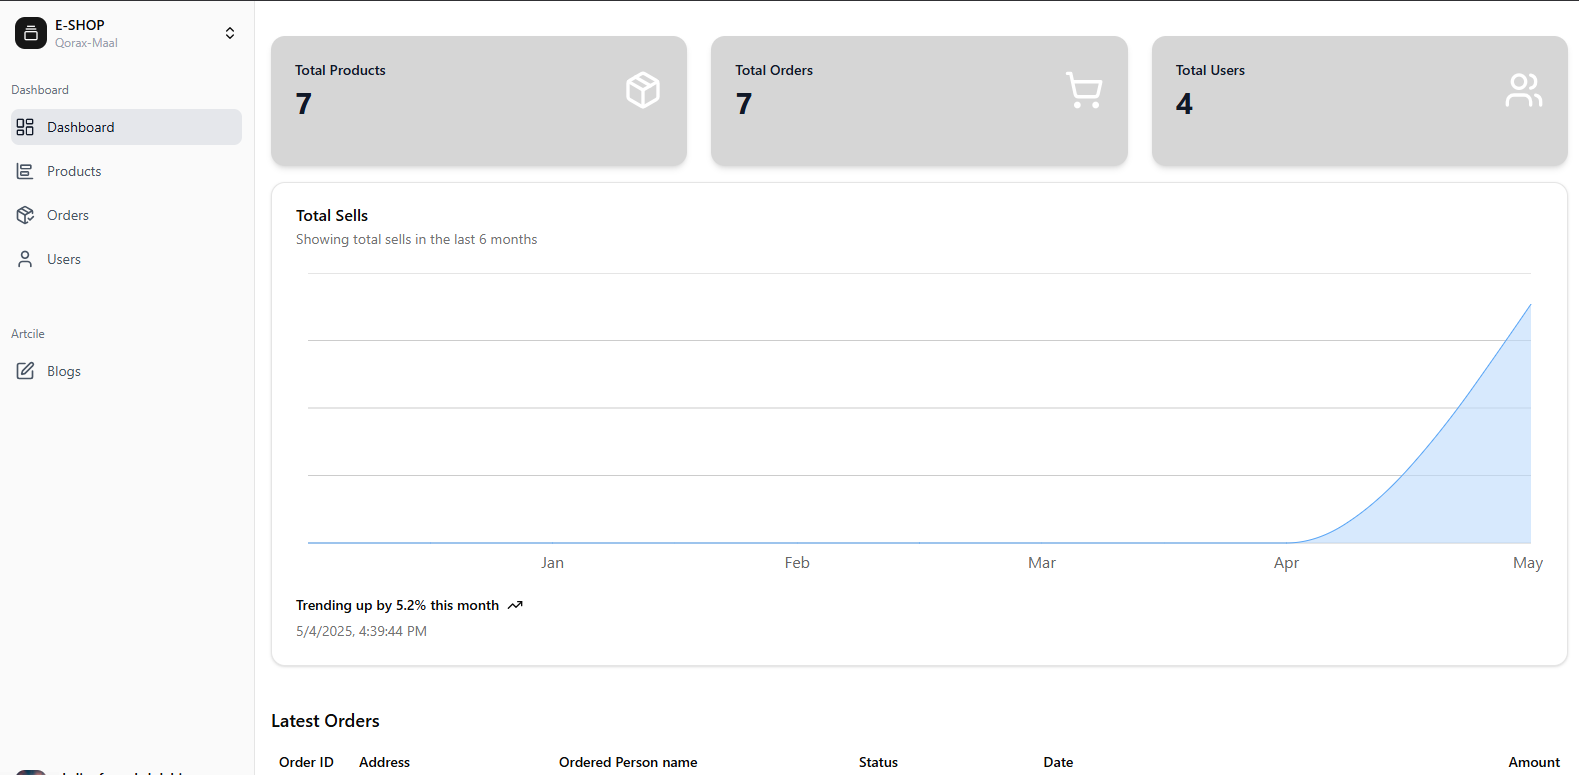 E-SHOP
Qorax-Maal
Dashboard
Dashboard
Products
Orders
Users
Artcile
Blogs
Total Products
7
Total Orders
7
Total Users
4
Total Sells
Showing total sells in the last 6 months
Jan Feb Mar Apr May
Trending up by 5.2% this month
5/4/2025, 4:39:44 PM
Latest Orders
Order ID Address Ordered Person name Status Date Amount